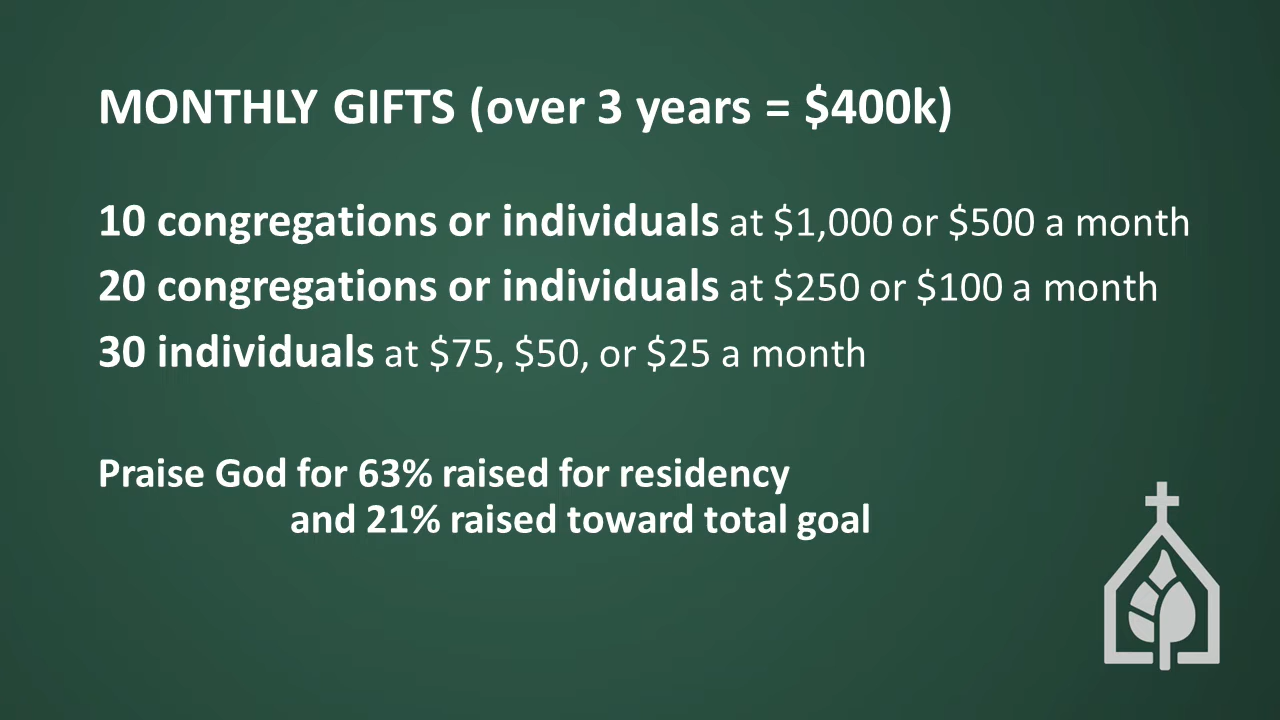 MONTHLY GIFTS (over 3 years = $400k)
10 congregations or individuals at $1,000 or $500 a month
20 congregations or individuals at $250 or $100 a month
30 individuals at $75, $50, or $25 a month
Praise God for 63% raised for residency
and 21% raised toward total goal